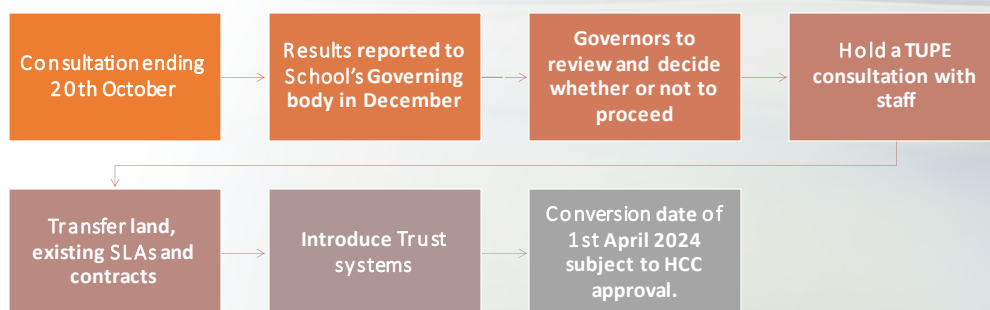 Consultation ending
20th October
Results reported to
School's Governing
body in December
Governors to
review and decide
whether or not to
proceed
Hold a TUPE
consultation with
staff
Transfer land,
existing SLAs and
contracts
Introduce Trust
systems
Conversion date of
1st April 2024
subject to HCC
approval.